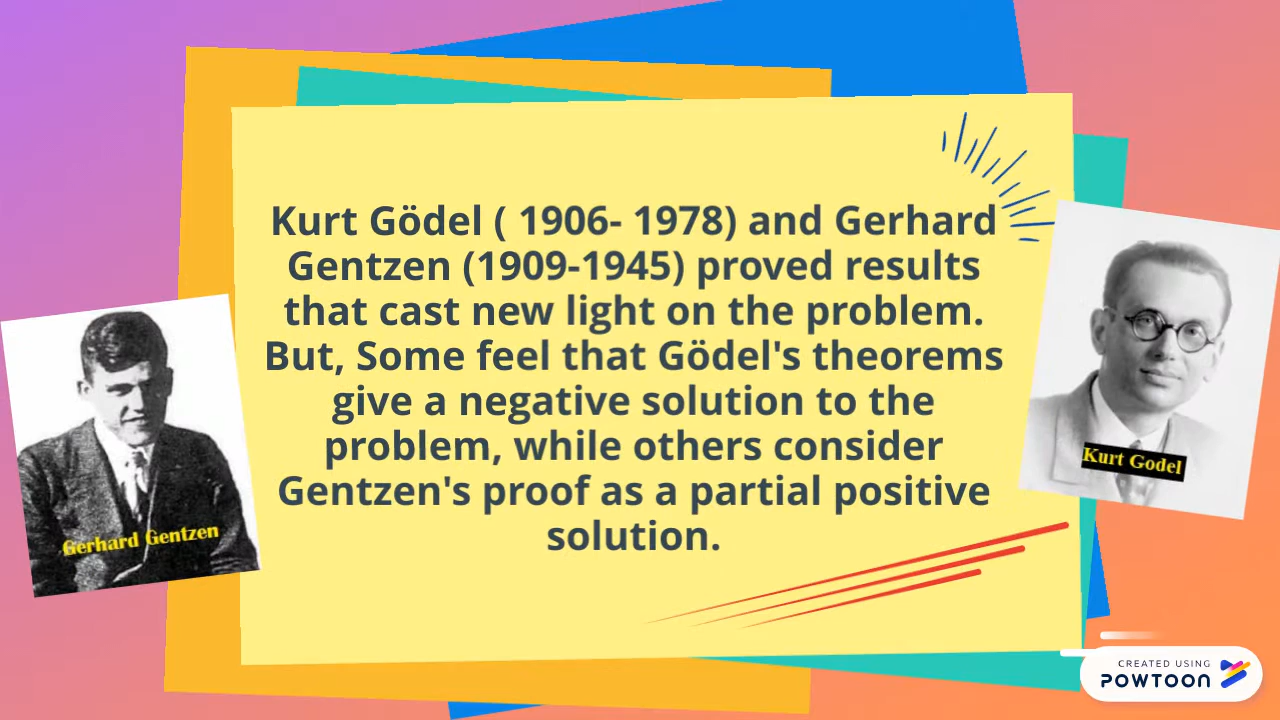 Kurt Gödel ( 1906- 1978) and Gerhard
Gentzen (1909-1945) proved results
that cast new light on the problem.
But, Some feel that Gödel's theorems
give a negative solution to the
problem, while others consider
Gentzen's proof as a partial positive
solution.
Gerhard Gentzen
Kurt Godel
CREATED USING
POWTOON